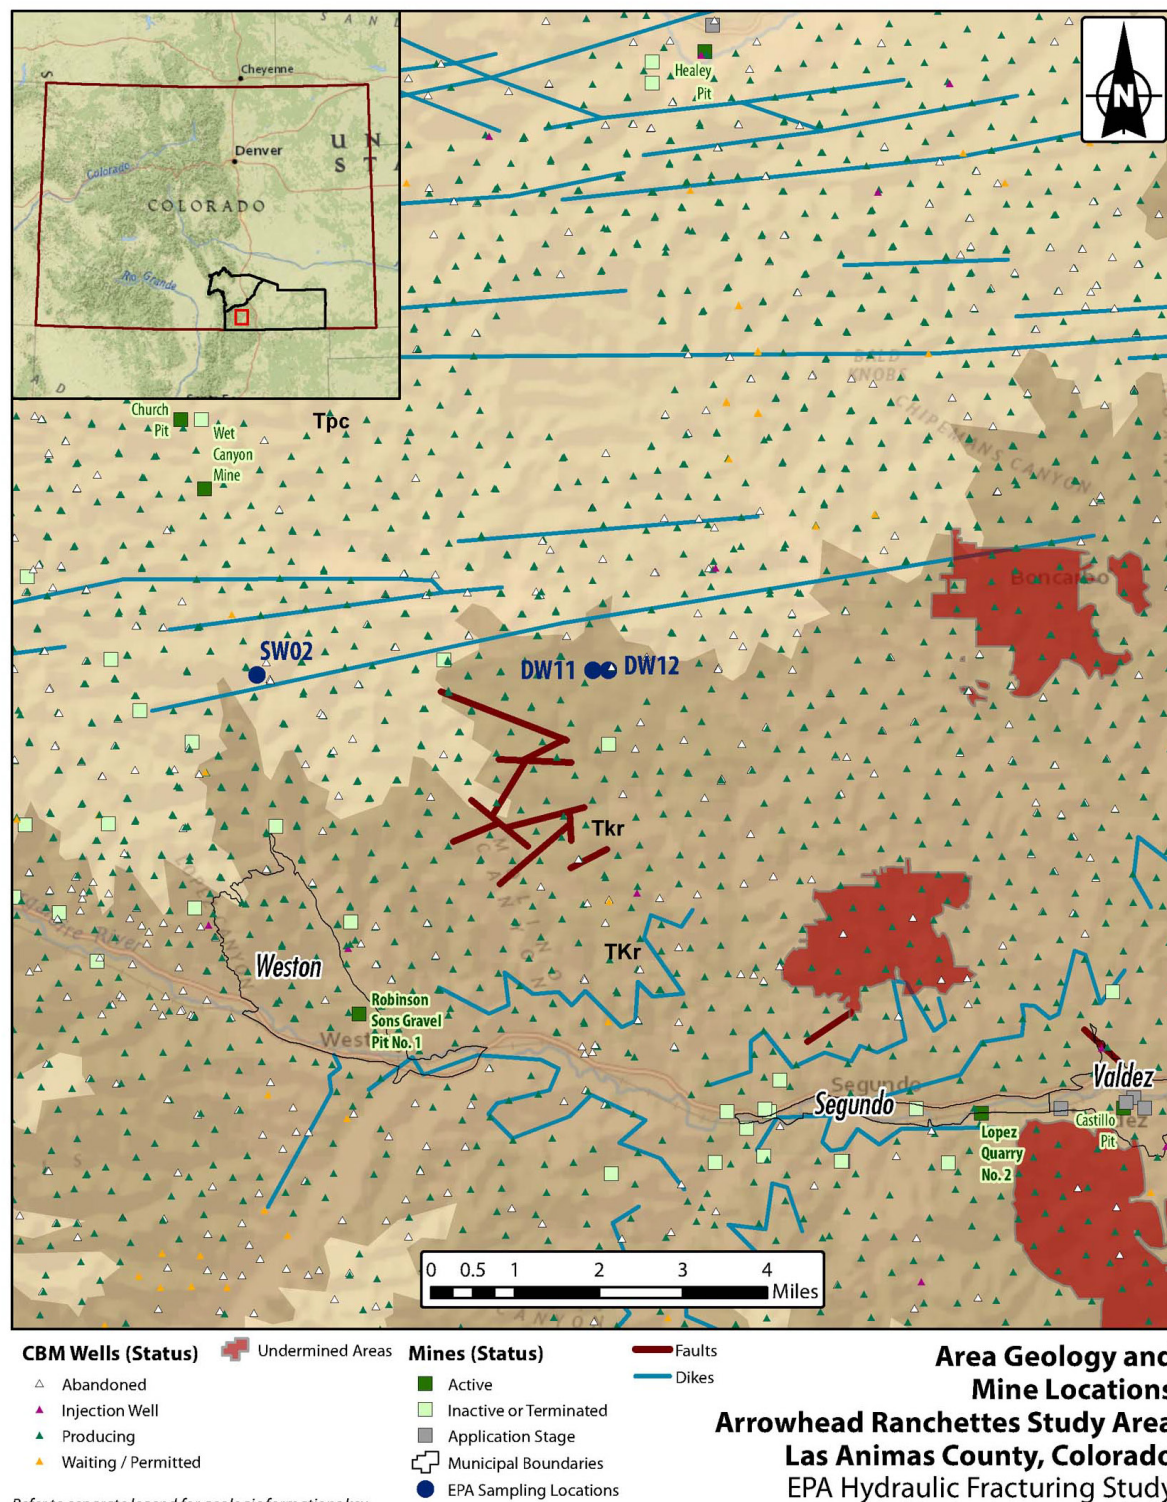 S A N
Cheyenne
S
Denver
U N
S T A
Colorado
COLORADO
Rio Grande
A D
Healey
Pit
N
BALD
KNOBS
CHIPEMANS CANYON
Church
Pit
Wet
Canyon
Mine
Tpc
Boncarbo
SW02
DW11
DW12
Tkr
TKr
River
Weston
Robinson
Sons Gravel
Pit No. 1
Segundo
Segundo
Valdez
Lopez
Quarry
No. 2
Castillo
Pit
0 0.5 1 2 3 4
Miles
CANYON
CBM Wells (Status)
Abandoned
Injection Well
Producing
Waiting / Permitted
Undermined Areas
Mines (Status)
Active
Inactive or Terminated
Application Stage
Municipal Boundaries
EPA Sampling Locations
Faults
Dikes
Area Geology and
Mine Locations
Arrowhead Ranchettes Study Area
Las Animas County, Colorado
EPA Hydraulic Fracturing Study